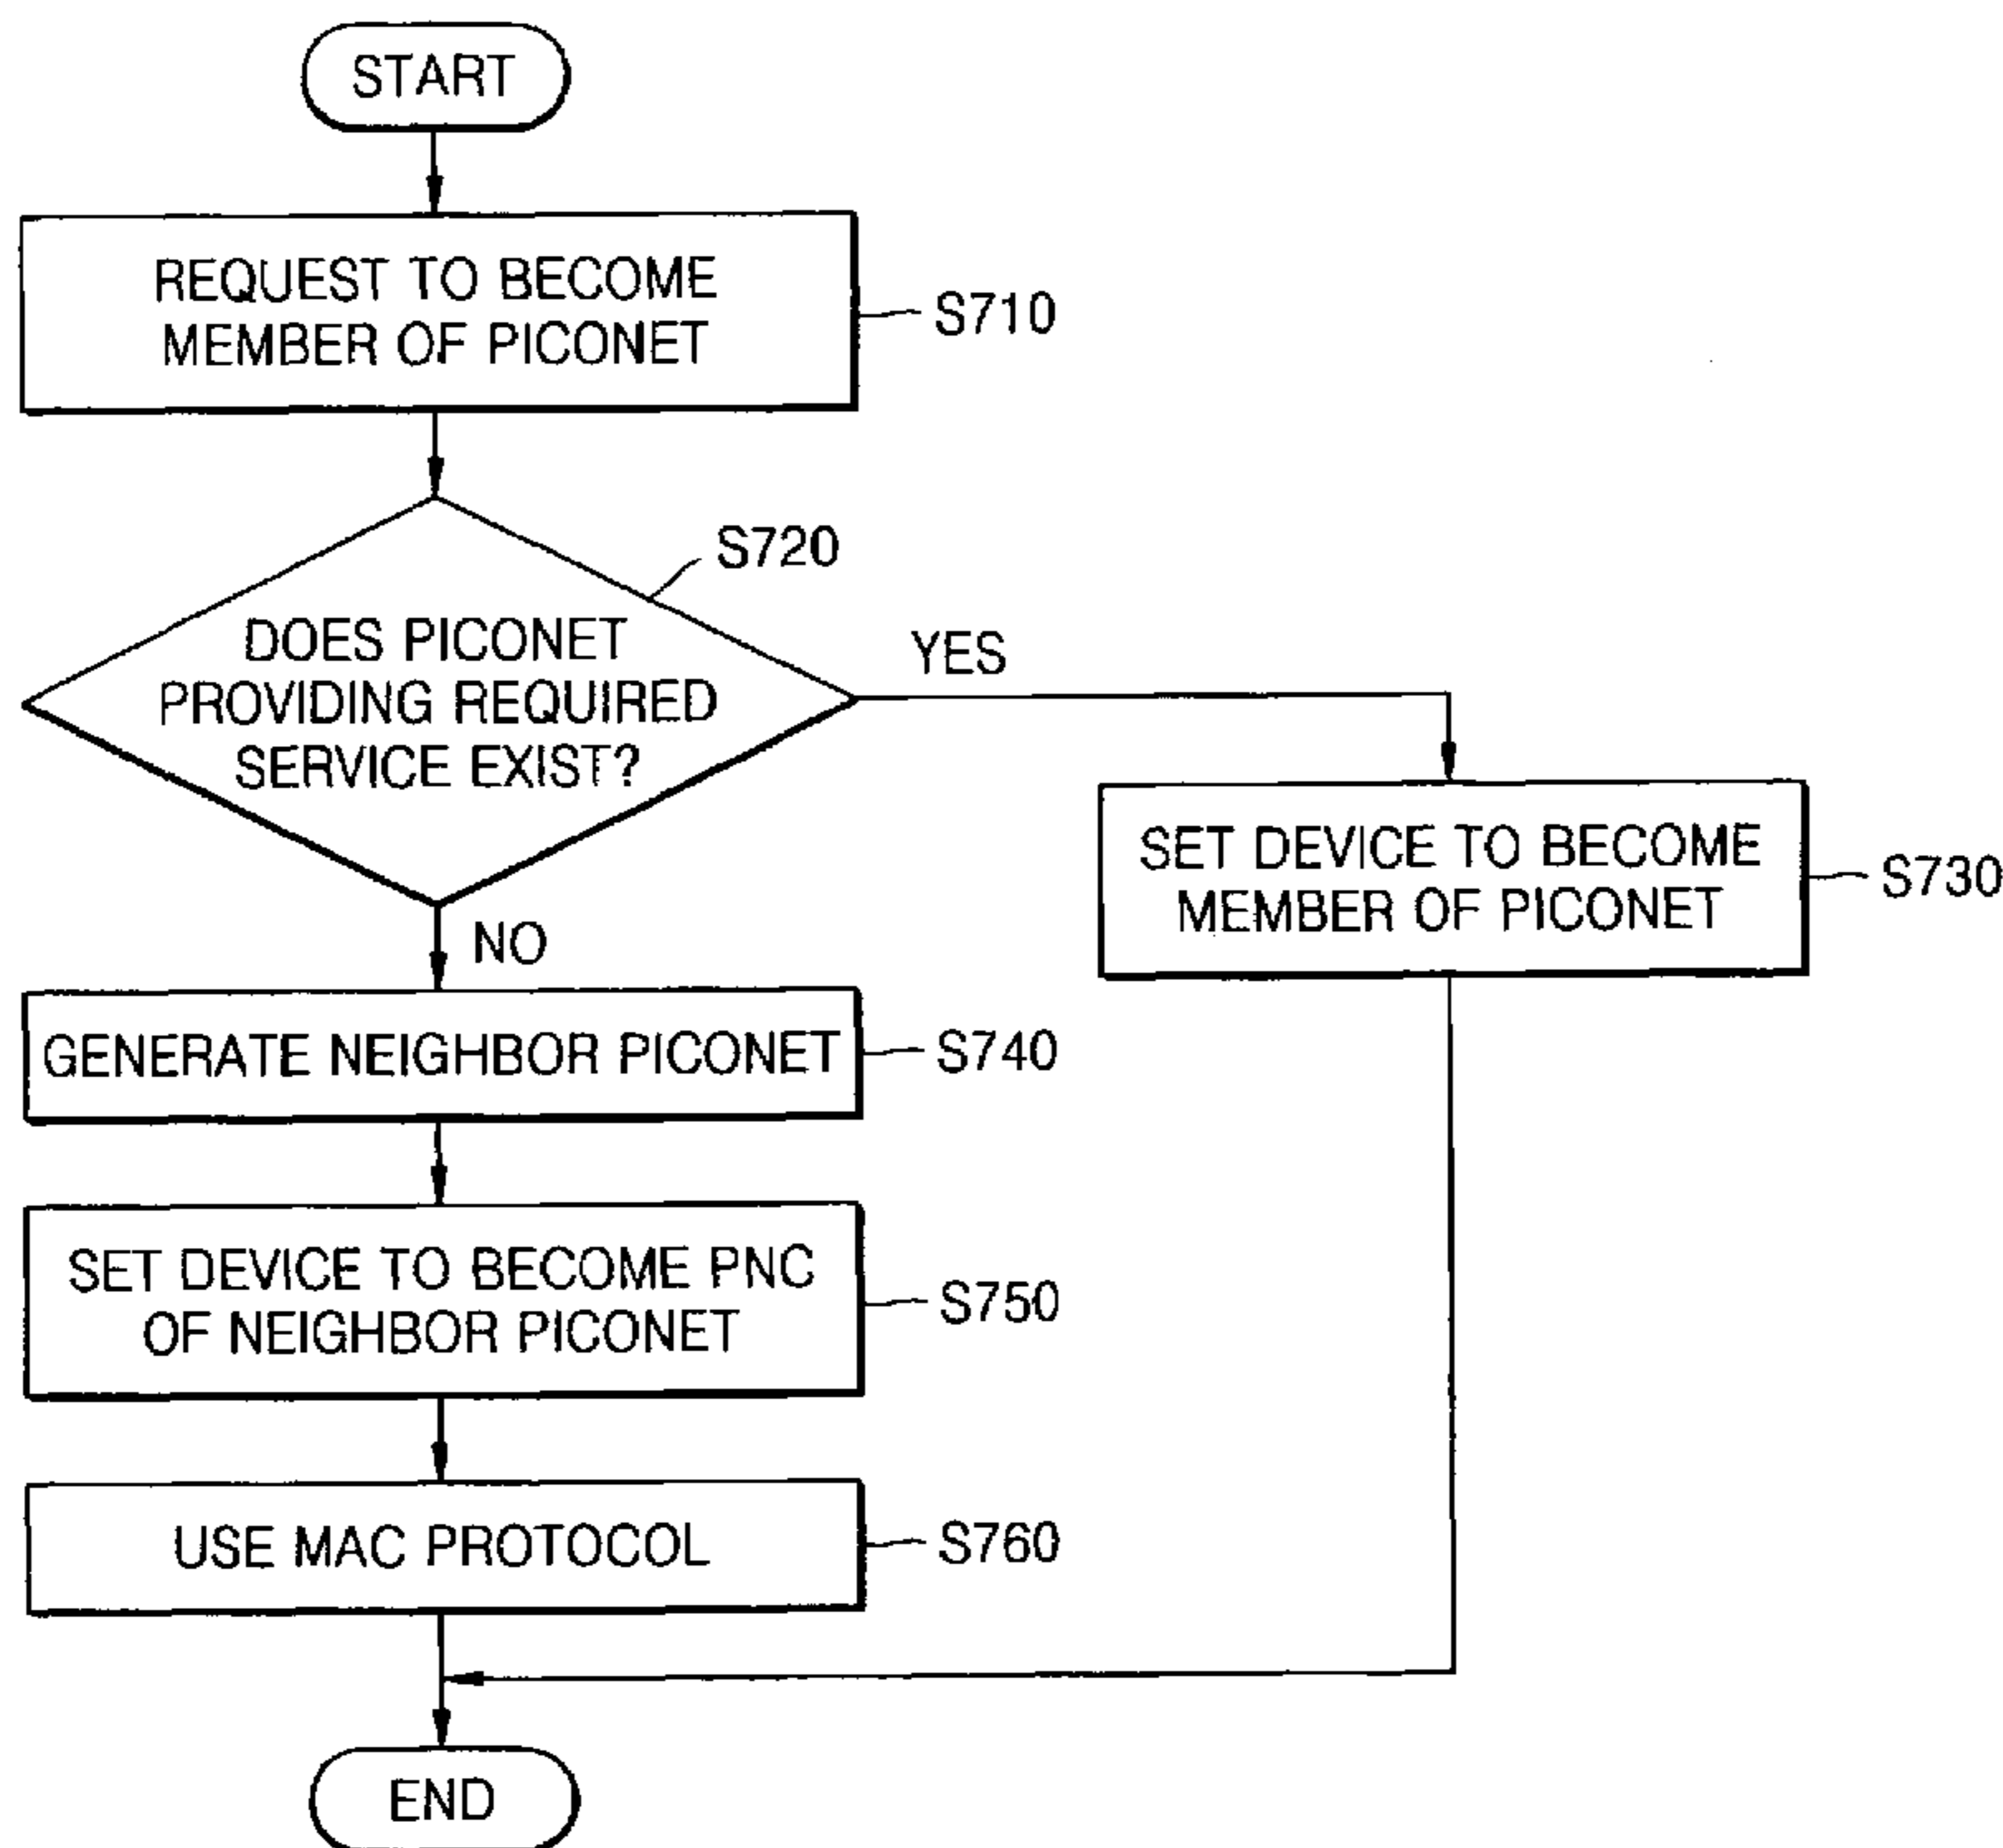 START
REQUEST TO BECOME
MEMBER OF PICONET
S710
S720
DOES PICONET
PROVIDING REQUIRED
SERVICE EXIST?
YES
SET DEVICE TO BECOME
MEMBER OF PICONET
S730
NO
GENERATE NEIGHBOR PICONET
S740
SET DEVICE TO BECOME PNC
OF NEIGHBOR PICONET
S750
USE MAC PROTOCOL
S760
END